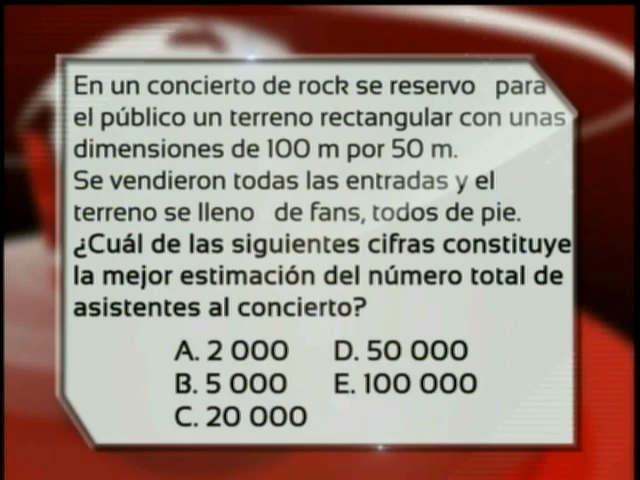 En un concierto de rock se reservo para
el público un terreno rectangular con unas
dimensiones de 100 m por 50 m.
Se vendieron todas las entradas y el
terreno se lleno de fans, todos de pie.
¿Cuál de las siguientes cifras constituye
la mejor estimación del número total de
asistentes al concierto?
A. 2 000 D. 50 000
B. 5 000 E. 100 000
C. 20 000